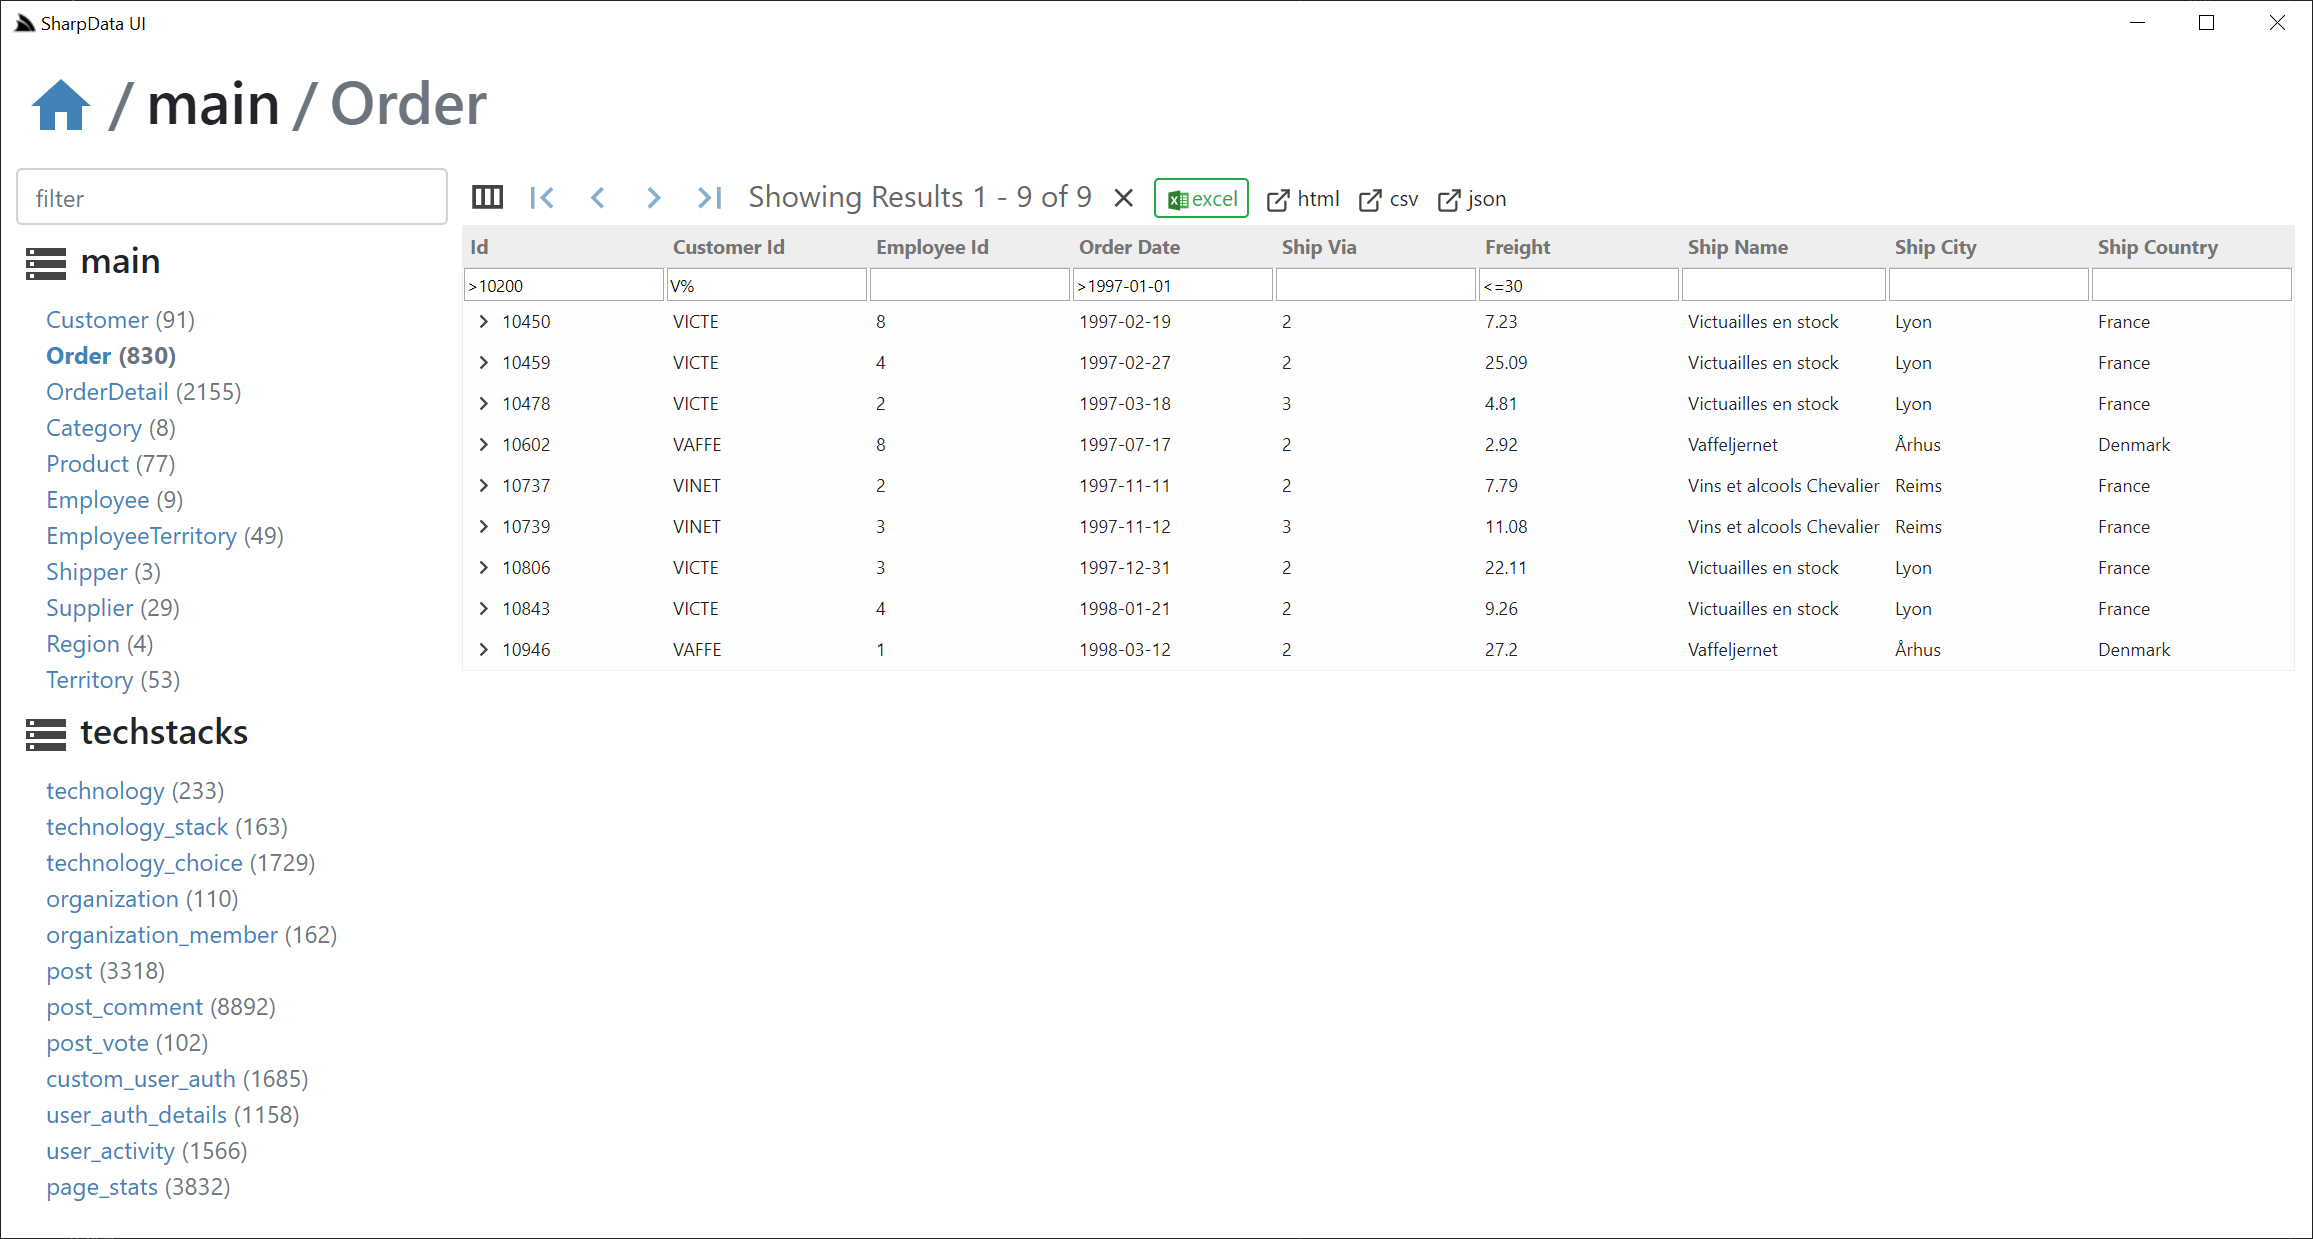 SharpData UI
/ main / Order
filter
main
Customer (91)
Order (830)
OrderDetail (2155)
Category (8)
Product (77)
Employee (9)
EmployeeTerritory (49)
Shipper (3)
Supplier (29)
Region (4)
Territory (53)
techstacks
technology (233)
technology_stack (163)
technology_choice (1729)
organization (110)
organization_member (162)
post (3318)
post_comment (8892)
post_vote (102)
custom_user_auth (1685)
user_auth_details (1158)
user_activity (1566)
page_stats (3832)
Showing Results 1 - 9 of 9 excel html csv json
Id Customer Id Employee Id Order Date Ship Via Freight Ship Name Ship City Ship Country
>10200 V% >1997-01-01 <=30
10450 VICTE 8 1997-02-19 2 7.23 Victuailles en stock Lyon France
10459 VICTE 4 1997-02-27 2 25.09 Victuailles en stock Lyon France
10478 VICTE 2 1997-03-18 3 4.81 Victuailles en stock Lyon France
10602 VAFFE 8 1997-07-17 2 2.92 Vaffeljernet Århus Denmark
10737 VINET 2 1997-11-11 2 7.79 Vins et alcools Chevalier Reims France
10739 VINET 3 1997-11-12 3 11.08 Vins et alcools Chevalier Reims France
10806 VICTE 3 1997-12-31 2 22.11 Victuailles en stock Lyon France
10843 VICTE 4 1998-01-21 2 9.26 Victuailles en stock Lyon France
10946 VAFFE 1 1998-03-12 2 27.2 Vaffeljernet Århus Denmark